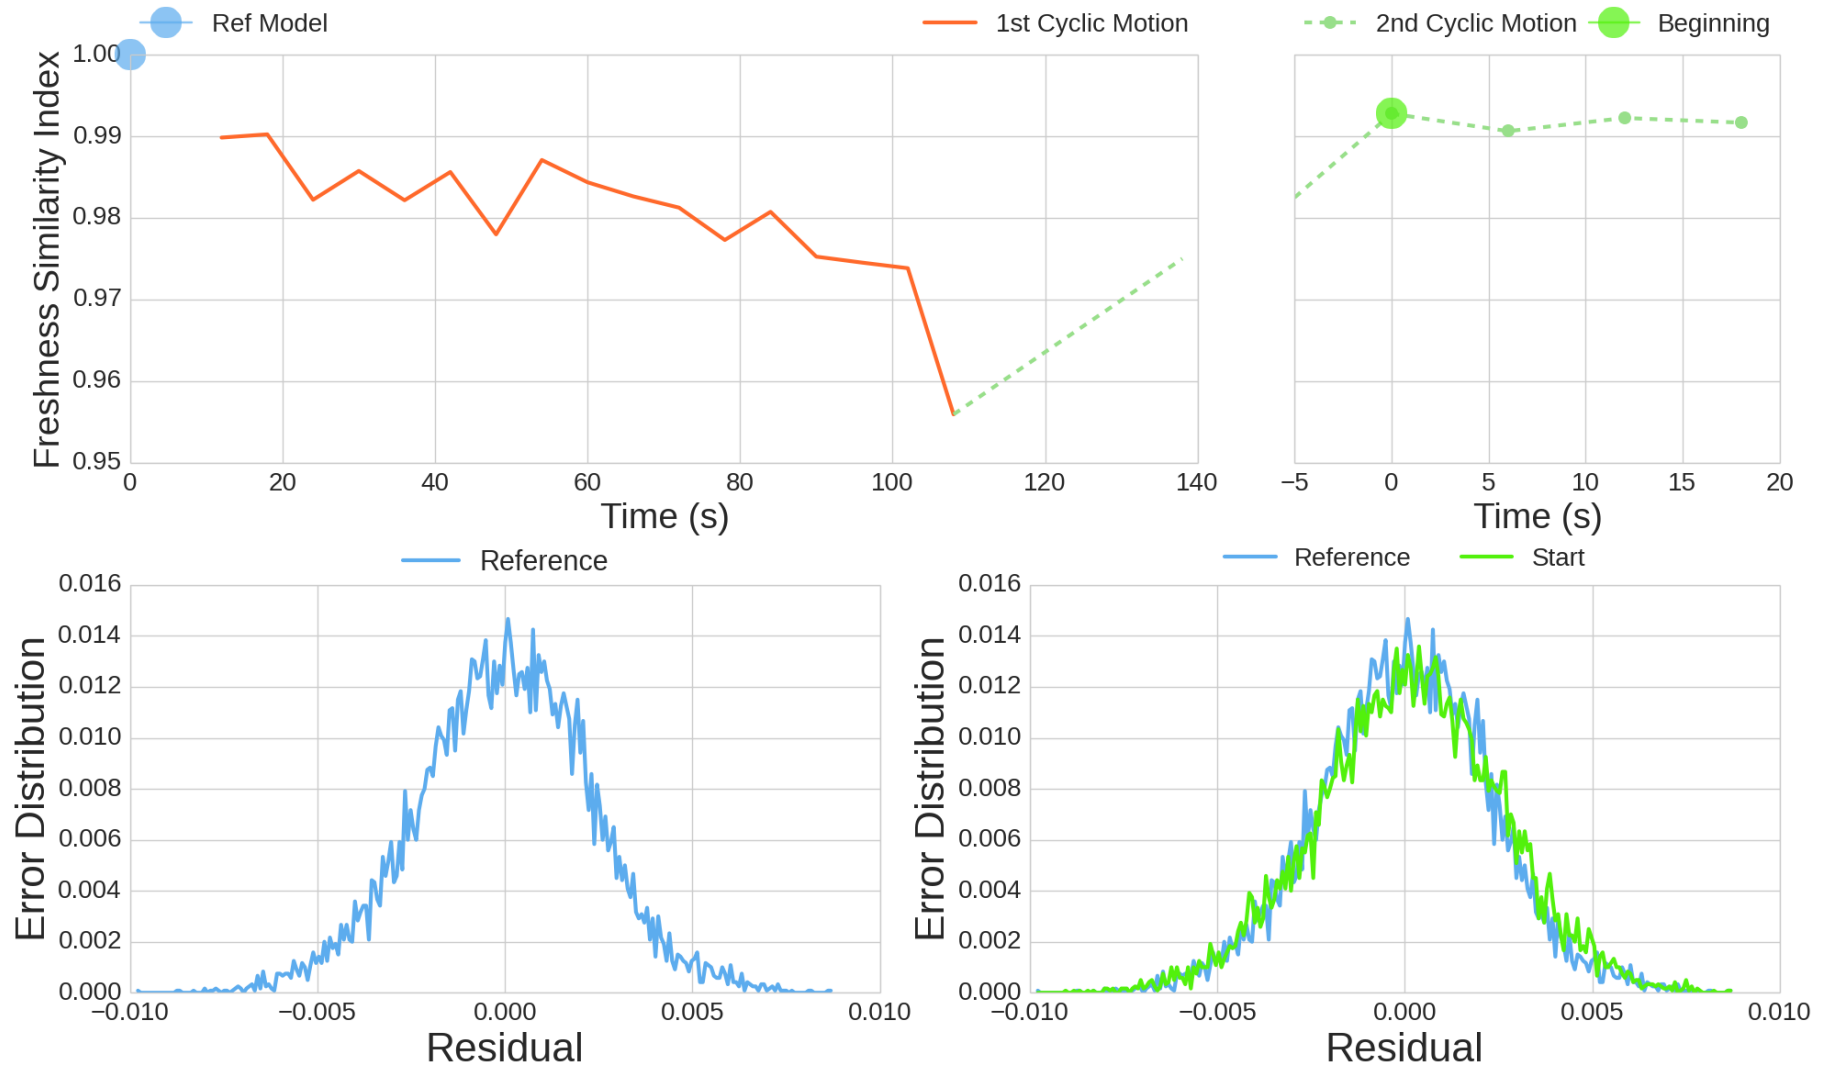 Ref Model
1st Cyclic Motion
2nd Cyclic Motion
Beginning
Freshness Similarity Index
1.00
0.99
0.98
0.97
0.96
0.95
0 20 40 60 80 100 120 140
Time (s)
−5 0 5 10 15 20
Time (s)
Reference
Error Distribution
0.016
0.014
0.012
0.010
0.008
0.006
0.004
0.002
0.000
−0.010 −0.005 0.000 0.005 0.010
Residual
Reference Start
Error Distribution
0.016
0.014
0.012
0.010
0.008
0.006
0.004
0.002
0.000
−0.010 −0.005 0.000 0.005 0.010
Residual